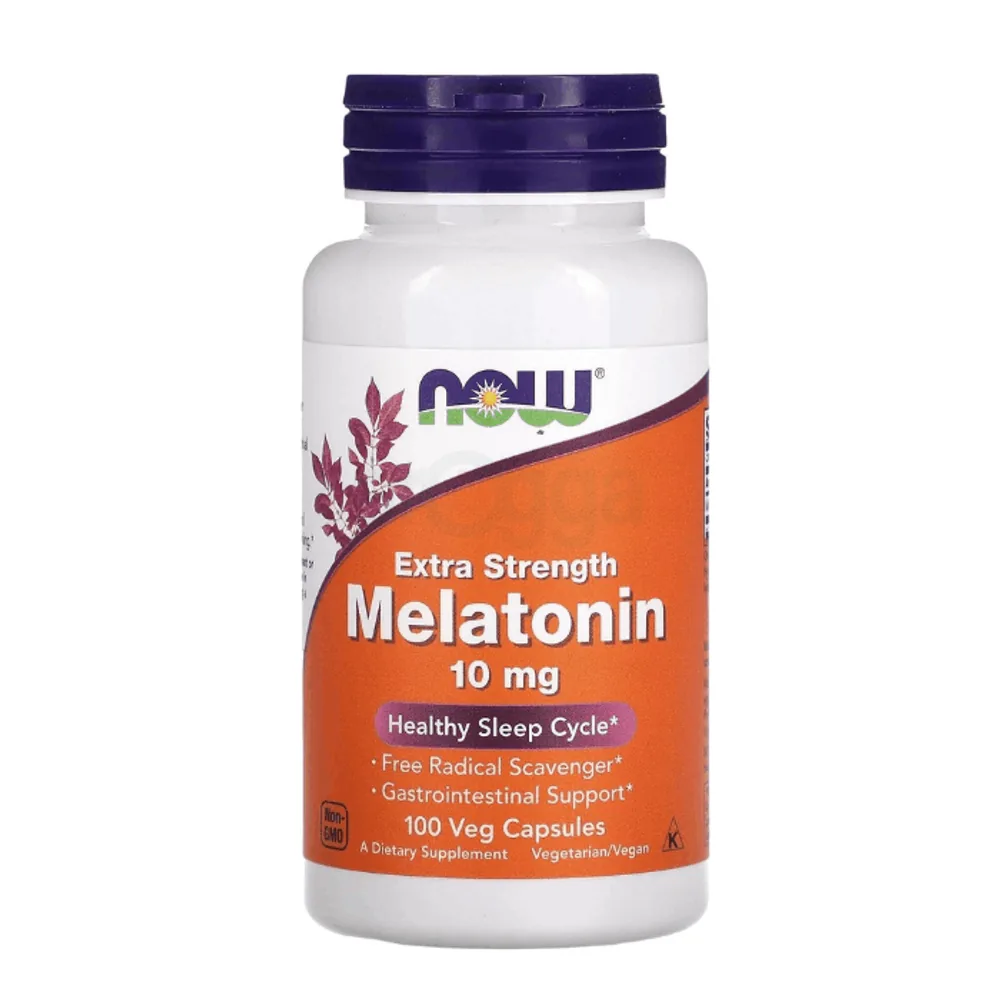 NOW®
Extra Strength
Melatonin
10 mg
Healthy Sleep Cycle*
• Free Radical Scavenger*
• Gastrointestinal Support*
100 Veg Capsules
Non-
GMO
A Dietary Supplement Vegetarian/Vegan
K